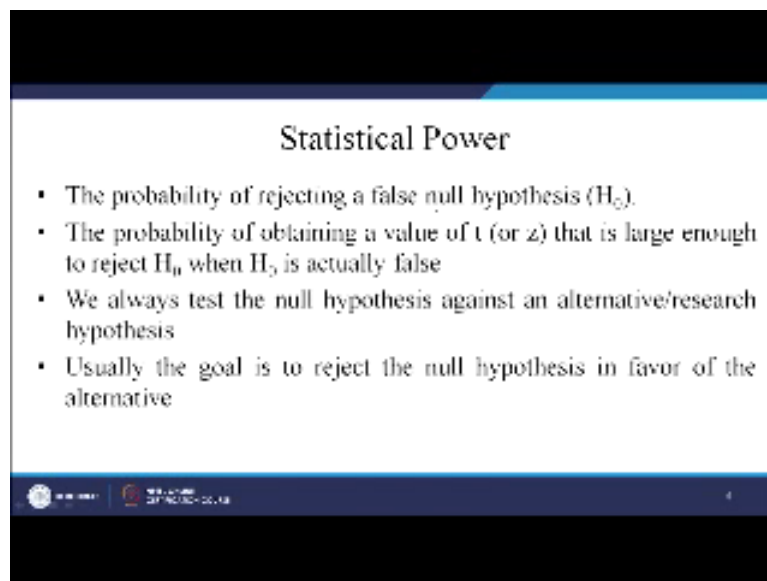 Statistical Power
• The probability of rejecting a false null hypothesis (H₀).
• The probability of obtaining a value of t (or z) that is large enough
to reject H₀ when H₀ is actually false
• We always test the null hypothesis against an alternative/research
hypothesis
• Usually the goal is to reject the null hypothesis in favor of the
alternative
CERTIFICATION COURSE